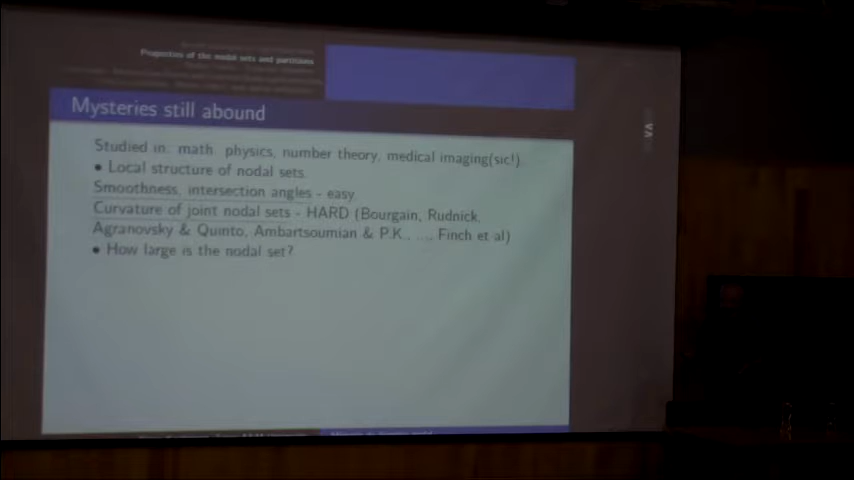 Properties of the nodal sets and partitions
Mysteries still abound
Studied in: math physics, number theory, medical imaging(sic!)
• Local structure of nodal sets.
Smoothness, intersection angles - easy.
Curvature of joint nodal sets - HARD (Bourgain, Rudnick,
Agranovsky & Quinto, Ambartsoumian & P.K., ..., Finch et al)
• How large is the nodal set?
VA